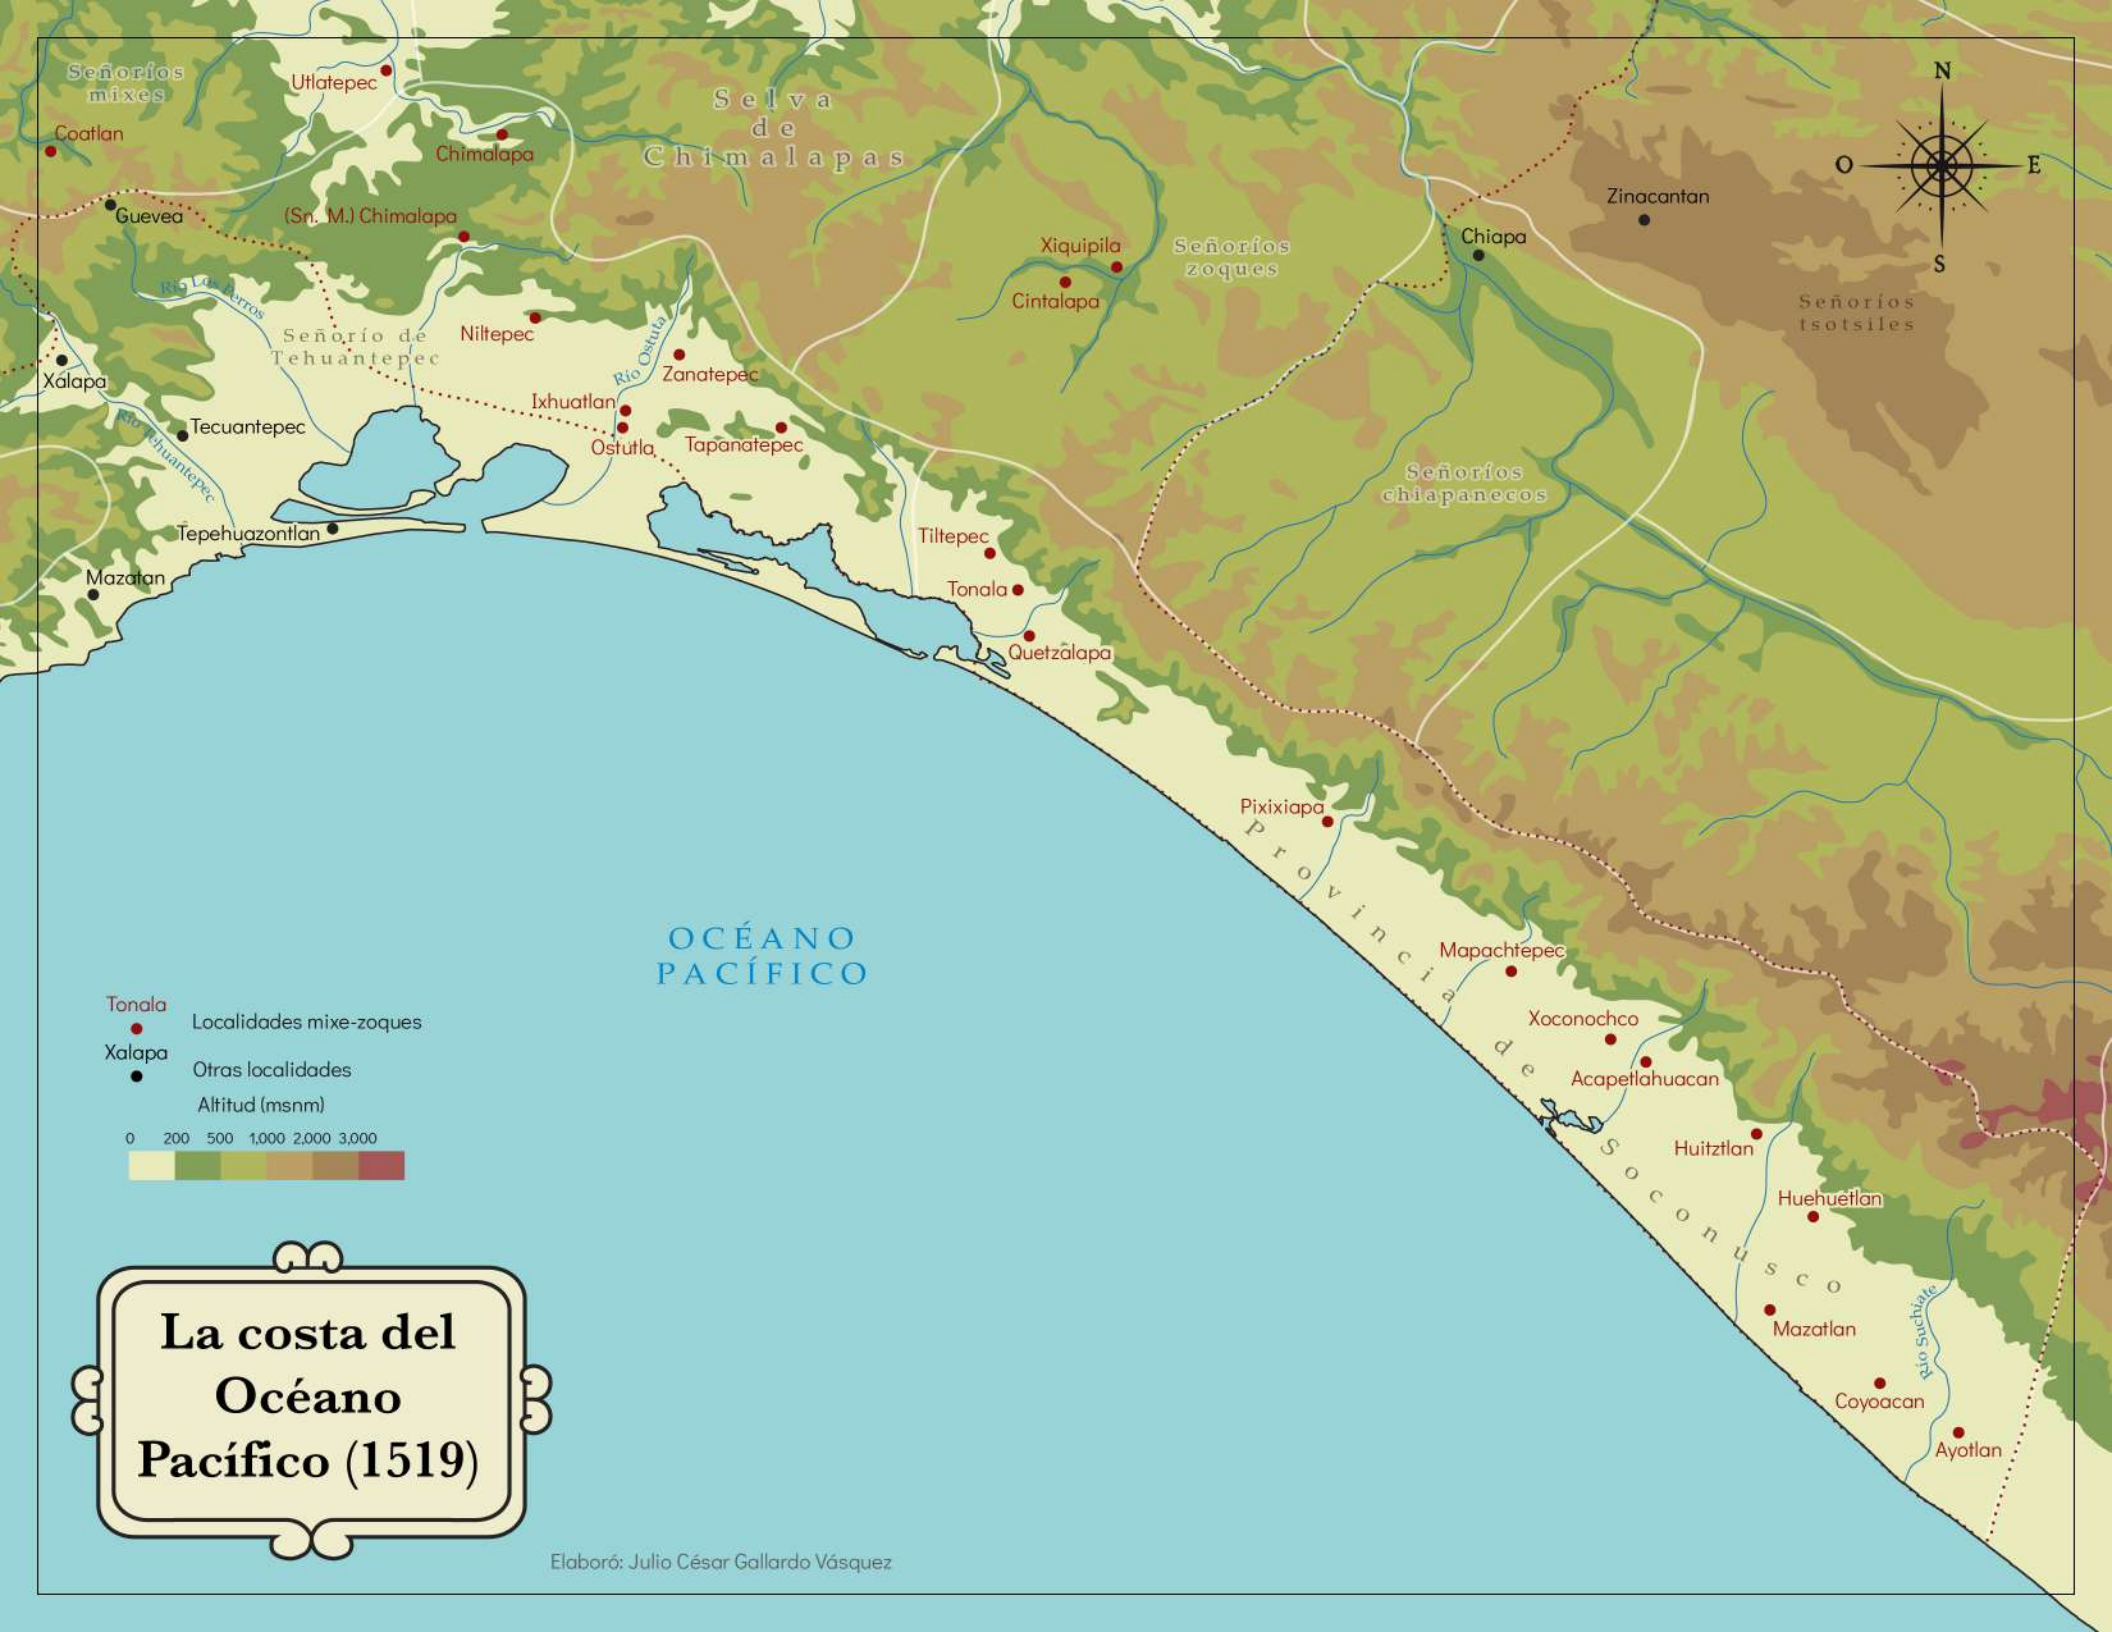 Señoríos
mixes
Utlatepec
Selva
de
Chimalapas
N
Coatlan
Chimalapa
O
E
S
Zinacantan
Guevea
(Sn. M.) Chimalapa
Xiquipila
Señoríos
zoques
Chiapa
Cintalapa
Río Los Perros
Señoríos
tsotsiles
Señorío de
Tehuantepec
Niltepec
Río Ostuta
Zanatepec
Xalapa
Ixhuatlan
Río Tehuantepec
Tecuantepec
Ostutla
Tapanatepec
Señoríos
chiapanecos
Tepehuazontlan
Tiltepec
Mazatan
Tonala
Quetzalapa
Pixixiapa
Provincia de Soconusco
OCÉANO
PACÍFICO
Mapachtepec
Xoconochco
Acapetlahuacan
Huitztlan
Huehuetlan
Río Suchiate
Mazatlan
Coyoacan
Ayotlan
Tonala
Localidades mixe-zoques
Xalapa
Otras localidades
Altitud (msnm)
0 200 500 1,000 2,000 3,000
La costa del
Océano
Pacífico (1519)
Elaboró: Julio César Gallardo Vásquez